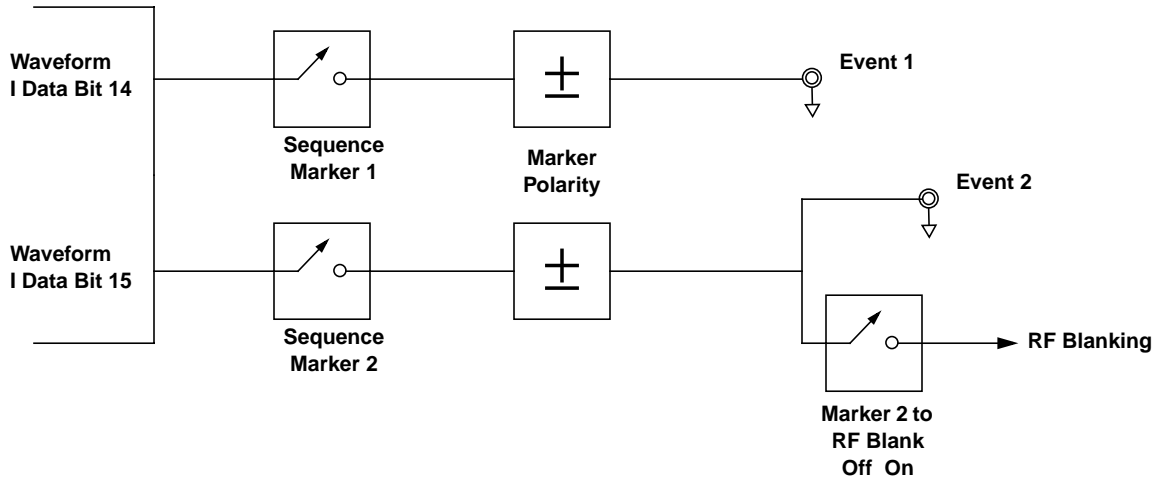 Waveform
I Data Bit 14
Sequence
Marker 1
±
Marker
Polarity
Event 1
Waveform
I Data Bit 15
Sequence
Marker 2
±
Event 2
RF Blanking
Marker 2 to
RF Blank
Off On